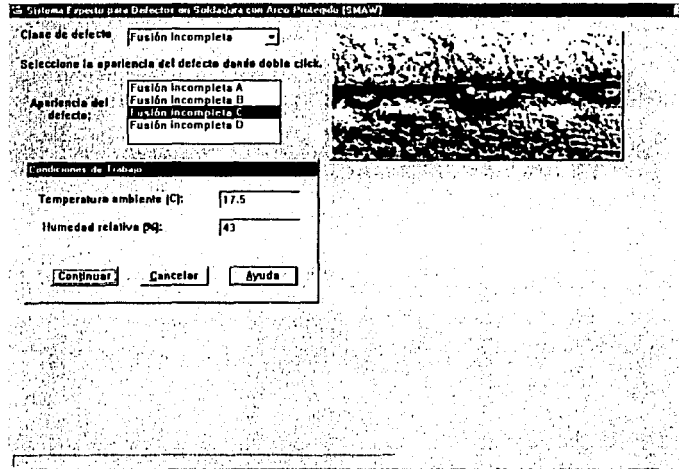 Sistema Experto para Defectos en Soldadura con Arco Protegido (SMAW)
Clase de defecto
Fusión Incompleta
Seleccione la apariencia del defecto dando doble click.
Apariencia del defecto:
Fusión Incompleta A
Fusión Incompleta B
Fusión Incompleta C
Fusión Incompleta D
Condiciones de Trabajo
Temperatura ambiente (C):
17.5
Humedad relativa (%):
43
Continuar
Cancelar
Ayuda